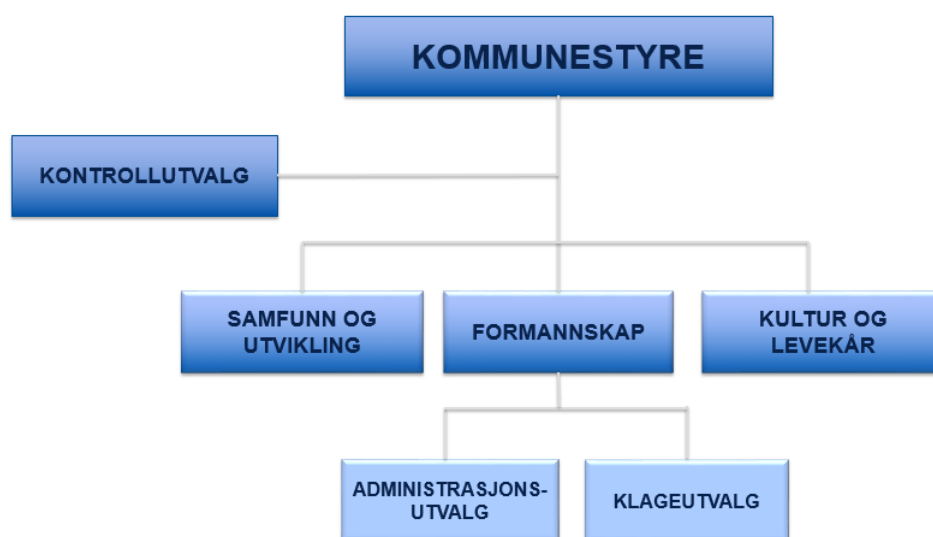 KOMMUNESTYRE
KONTROLLUTVALG
SAMFUNN OG
UTVIKLING
FORMANNSKAP
KULTUR OG
LEVEKÅR
ADMINISTRASJONS-
UTVALG
KLAGEUTVALG